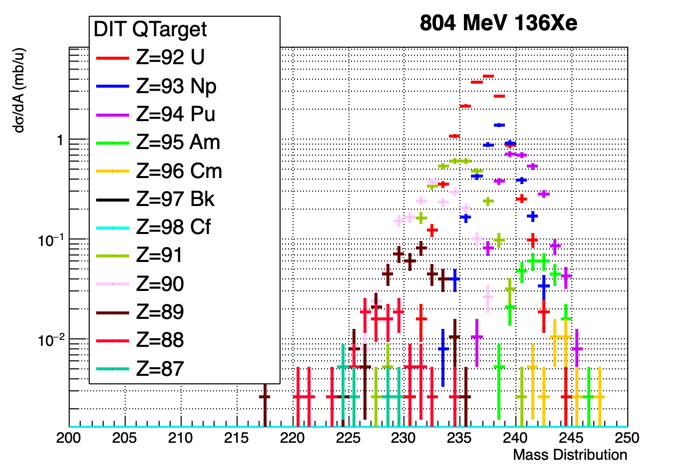 804 MeV 136Xe
DIT QTarget
Z=92 U
Z=93 Np
Z=94 Pu
Z=95 Am
Z=96 Cm
Z=97 Bk
Z=98 Cf
Z=91
Z=90
Z=89
Z=88
Z=87
dσ/dA (mb/u)
1
10⁻¹
10⁻²
200 205 210 215 220 225 230 235 240 245 250
Mass Distribution